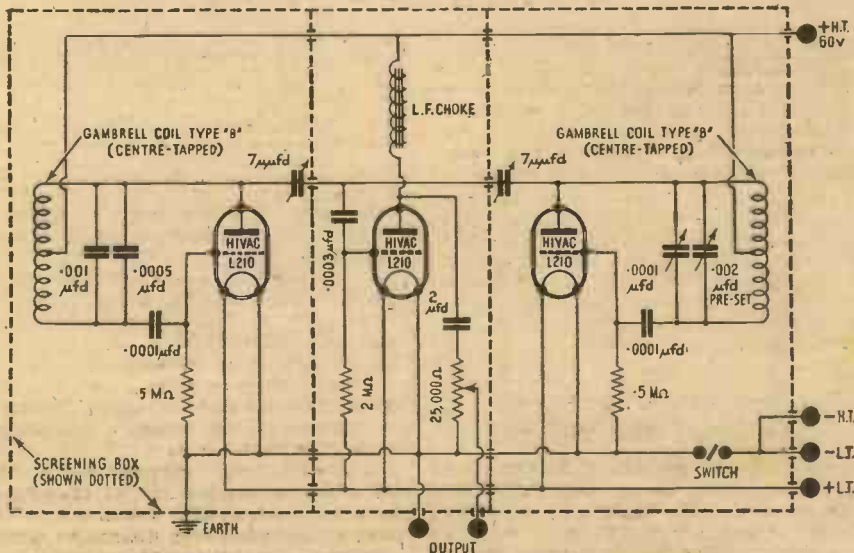 +H.T.
60v
L.F.CHOKE
GAMBRELL COIL TYPE "B"
(CENTRE-TAPPED)
GAMBRELL COIL TYPE "B"
(CENTRE-TAPPED)
7μμfd
7μμfd
HIVAC
L210
HIVAC
L210
HIVAC
L210
.001
μfd
.0005
μfd
.0003μfd
2
μfd
.0001
μfd
.002
μfd
PRE-SET
.0001μfd
.0001μfd
.5 MΩ
2 MΩ
25,000Ω
.5 MΩ
-H.T.
-L.T.
+L.T.
SWITCH
SCREENING BOX
(SHOWN DOTTED)
EARTH
OUTPUT